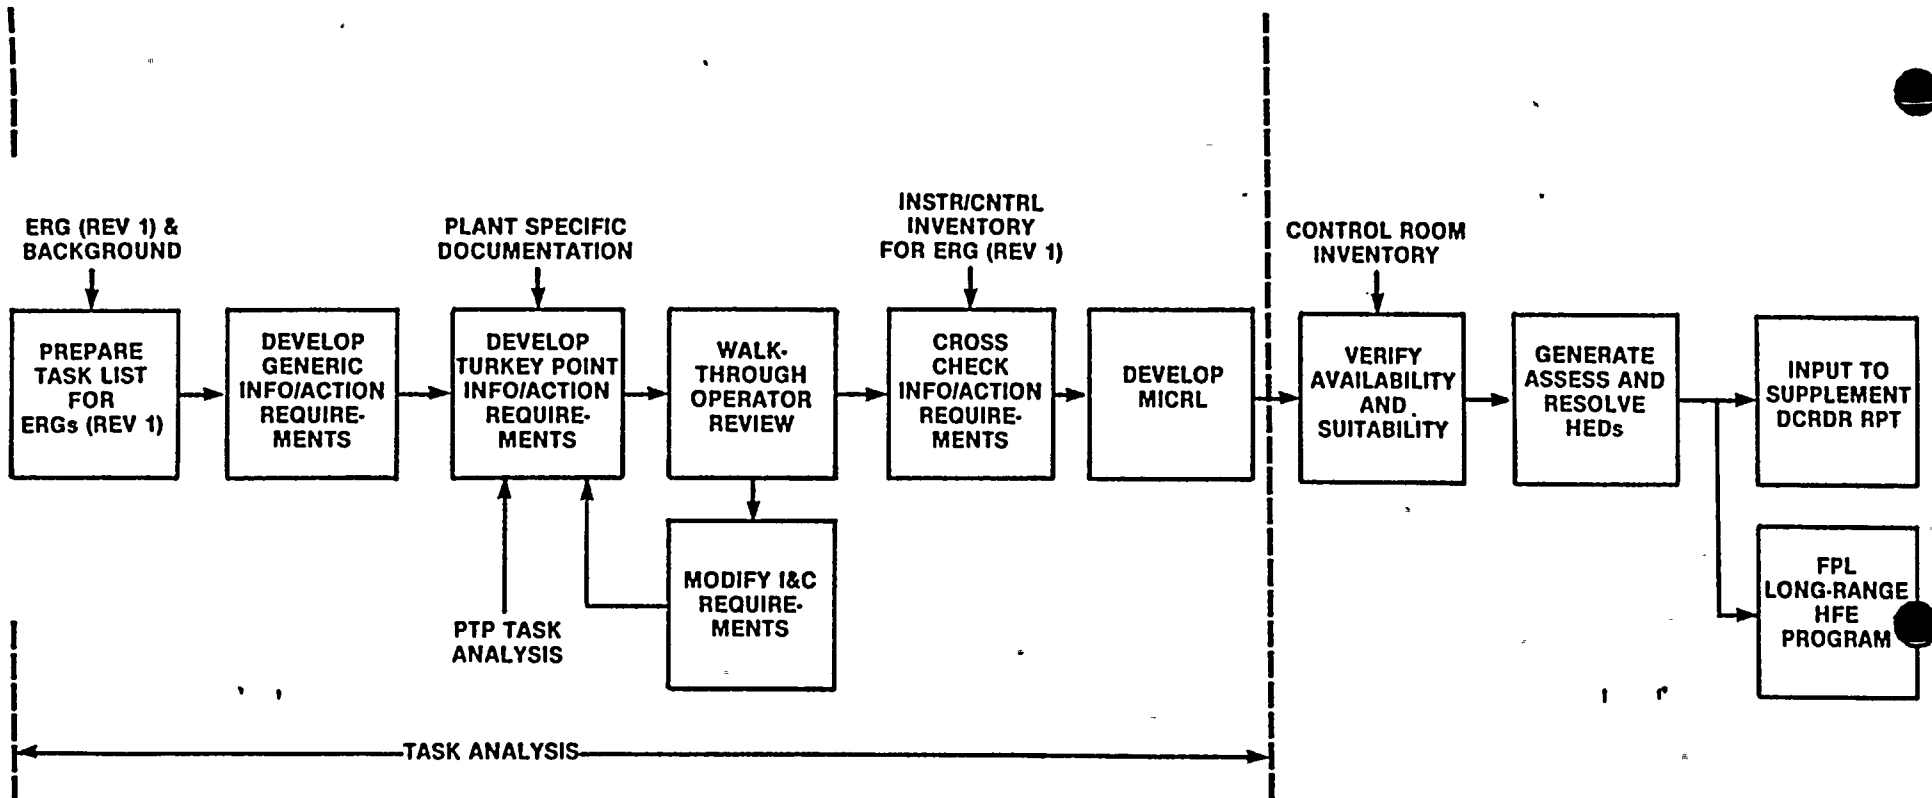 ERG (REV 1) &
BACKGROUND
PREPARE
TASK LIST
FOR
ERGs (REV 1)
DEVELOP
GENERIC
INFO/ACTION
REQUIRE-
MENTS
PLANT SPECIFIC
DOCUMENTATION
DEVELOP
TURKEY POINT
INFO/ACTION
REQUIRE-
MENTS
PTP TASK
ANALYSIS
WALK-
THROUGH
OPERATOR
REVIEW
MODIFY I&C
REQUIRE-
MENTS
INSTR/CNTRL
INVENTORY
FOR ERG (REV 1)
CROSS
CHECK
INFO/ACTION
REQUIRE-
MENTS
DEVELOP
MICRL
CONTROL ROOM
INVENTORY
VERIFY
AVAILABILITY
AND
SUITABILITY
GENERATE
ASSESS AND
RESOLVE
HEDs
INPUT TO
SUPPLEMENT
DCRDR RPT
FPL
LONG-RANGE
HFE
PROGRAM
TASK ANALYSIS